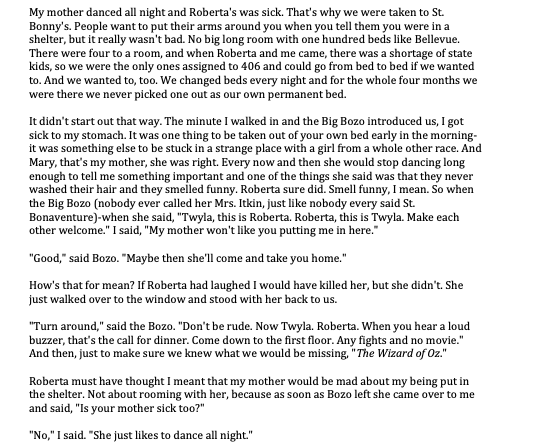 My mother danced all night and Roberta's was sick. That's why we were taken to St.
Bonny's. People want to put their arms around you when you tell them you were in a
shelter, but it really wasn't bad. No big long room with one hundred beds like Bellevue.
There were four to a room, and when Roberta and me came, there was a shortage of state
kids, so we were the only ones assigned to 406 and could go from bed to bed if we wanted
to. And we wanted to, too. We changed beds every night and for the whole four months we
were there we never picked one out as our own permanent bed.

It didn't start out that way. The minute I walked in and the Big Bozo introduced us, I got
sick to my stomach. It was one thing to be taken out of your own bed early in the morning-
it was something else to be stuck in a strange place with a girl from a whole other race. And
Mary, that's my mother, she was right. Every now and then she would stop dancing long
enough to tell me something important and one of the things she said was that they never
washed their hair and they smelled funny. Roberta sure did. Smell funny, I mean. So when
the Big Bozo (nobody ever called her Mrs. Itkin, just like nobody every said St.
Bonaventure)-when she said, "Twyla, this is Roberta. Roberta, this is Twyla. Make each
other welcome." I said, "My mother won't like you putting me in here."

"Good," said Bozo. "Maybe then she'll come and take you home."

How's that for mean? If Roberta had laughed I would have killed her, but she didn't. She
just walked over to the window and stood with her back to us.

"Turn around," said the Bozo. "Don't be rude. Now Twyla. Roberta. When you hear a loud
buzzer, that's the call for dinner. Come down to the first floor. Any fights and no movie."
And then, just to make sure we knew what we would be missing, "The Wizard of Oz."

Roberta must have thought I meant that my mother would be mad about my being put in
the shelter. Not about rooming with her, because as soon as Bozo left she came over to me
and said, "Is your mother sick too?"

"No," I said. "She just likes to dance all night."